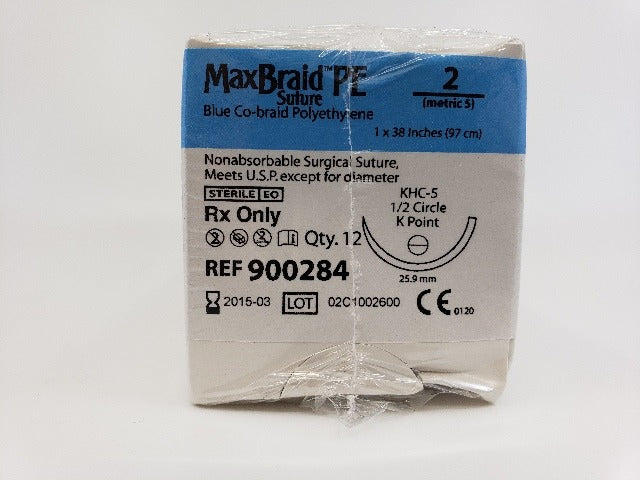 MaxBraid™ PE
Suture
Blue Co-braid Polyethylene
2
(metric 5)
1 x 38 Inches (97 cm)
Nonabsorbable Surgical Suture,
Meets U.S.P. except for diameter
STERILE EO
Rx Only
Qty. 12
REF 900284
2015-03 LOT 02C1002600
KHC-5
1/2 Circle
K Point
25.9 mm
CE 0120